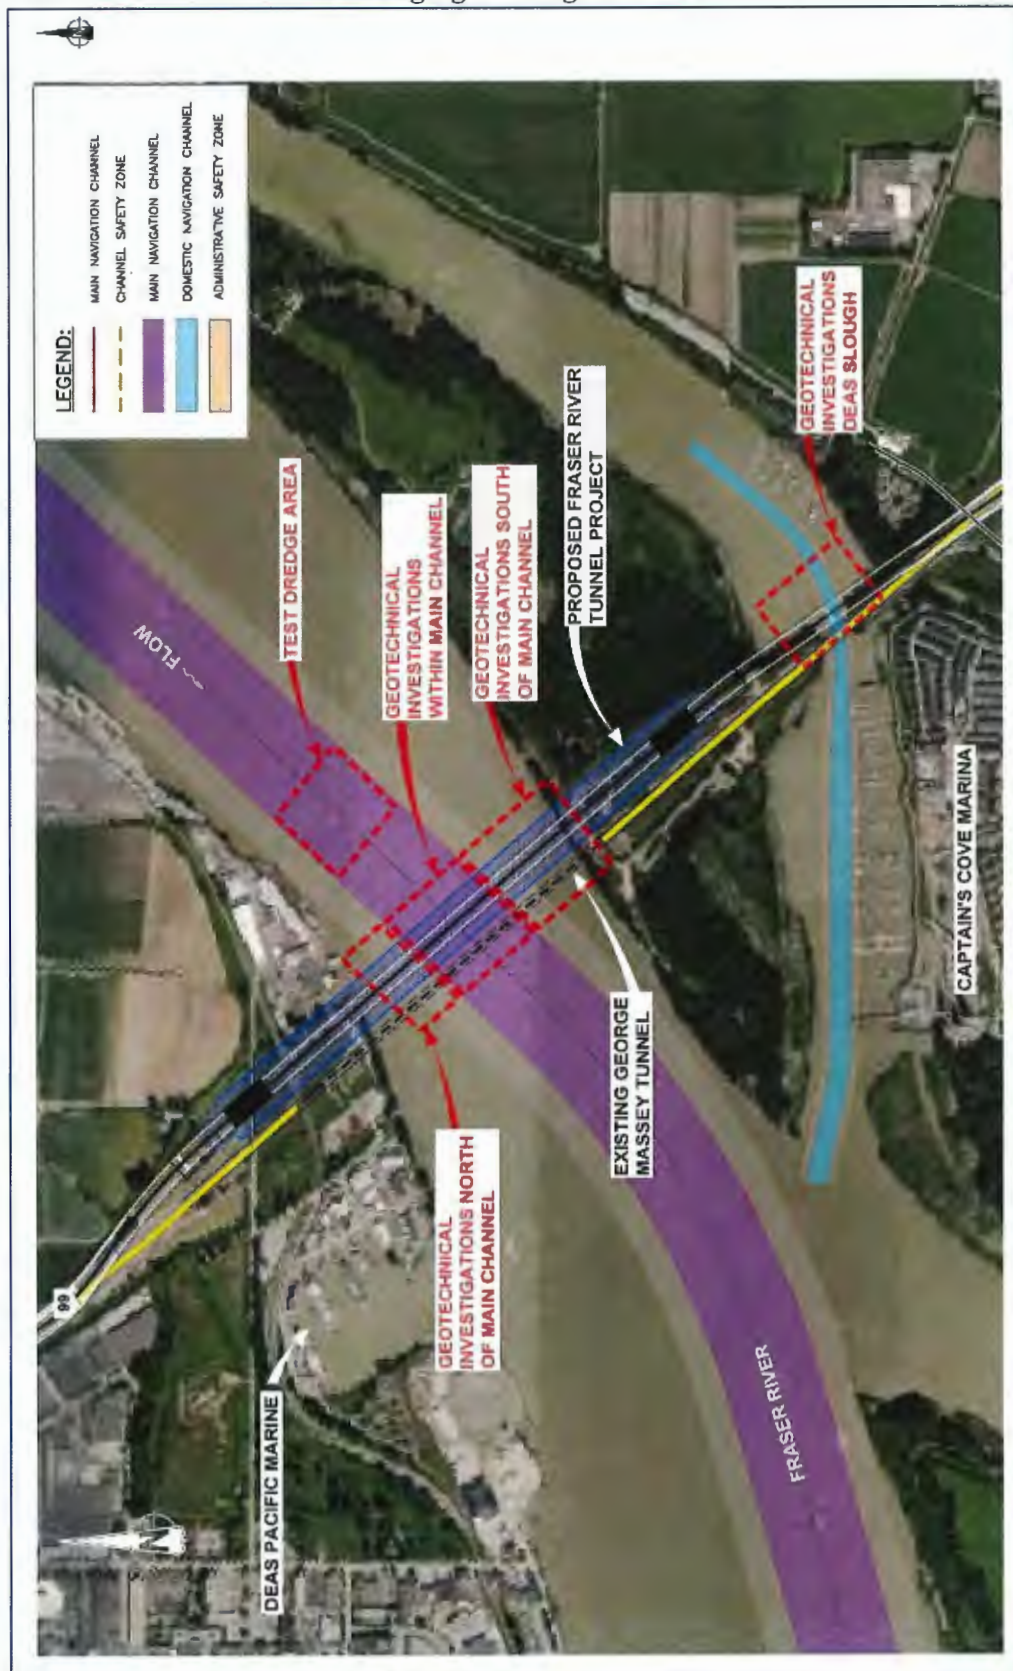 LEGEND:
MAIN NAVIGATION CHANNEL
CHANNEL SAFETY ZONE
MAIN NAVIGATION CHANNEL
DOMESTIC NAVIGATION CHANNEL
ADMINISTRATIVE SAFETY ZONE
FLOW
TEST DREDGE AREA
GEOTECHNICAL
INVESTIGATIONS
WITHIN MAIN CHANNEL
GEOTECHNICAL
INVESTIGATIONS SOUTH
OF MAIN CHANNEL
PROPOSED FRASER RIVER
TUNNEL PROJECT
GEOTECHNICAL
INVESTIGATIONS
DEAS SLOUGH
99
DEAS PACIFIC MARINE
GEOTECHNICAL
INVESTIGATIONS NORTH
OF MAIN CHANNEL
EXISTING GEORGE
MASSEY TUNNEL
CAPTAIN'S COVE MARINA
FRASER RIVER
N